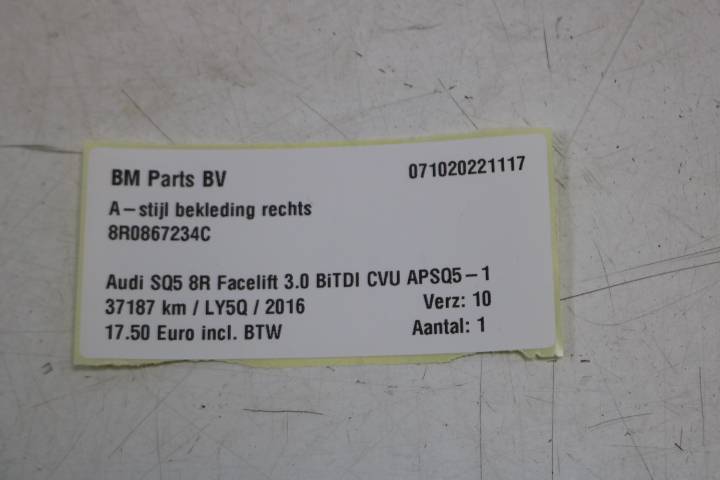 BM Parts BV 071020221117
A-stijl bekleding rechts
8R0867234C
Audi SQ5 8R Facelift 3.0 BiTDI CVU APSQ5-1
37187 km / LY5Q / 2016 Verz: 10
17.50 Euro incl. BTW Aantal: 1